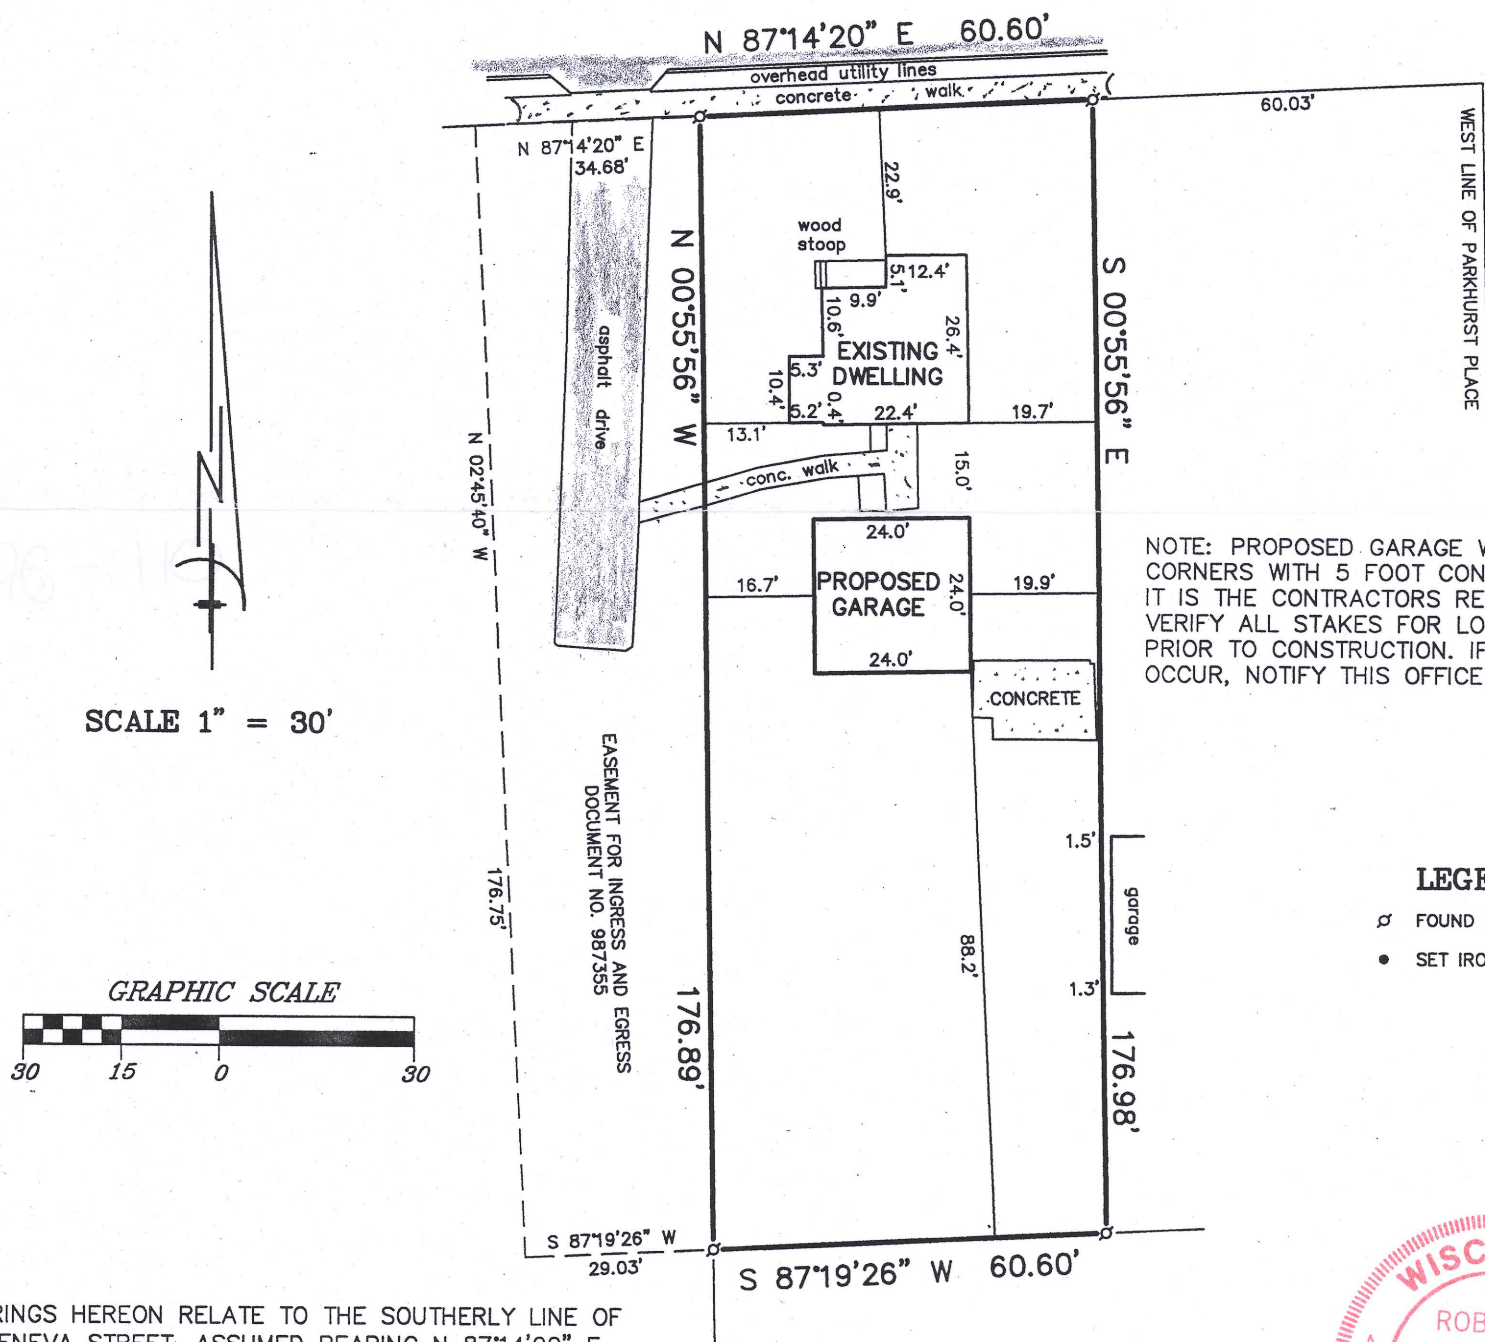 N 87°14'20" E 60.60'
overhead utility lines
concrete walk
60.03'
WEST LINE OF PARKHURST PLACE
N 87°14'20" E
34.68'
22.9'
wood
stoop
5.1'
12.4'
9.9'
10.6'
26.4'
EXISTING
DWELLING
5.3'
10.4'
5.2'
0.4'
22.4'
19.7'
13.1'
N 00°55'56" W
S 00°55'56" E
asphalt drive
N 02°45'40" W
conc. walk
15.0'
24.0'
16.7'
PROPOSED
GARAGE
24.0'
19.9'
24.0'
NOTE: PROPOSED GARAGE
CORNERS WITH 5 FOOT
IT IS THE CONTRACTORS
VERIFY ALL STAKES FOR
PRIOR TO CONSTRUCTION. IF
OCCUR, NOTIFY THIS OFFICE
CONCRETE
SCALE 1" = 30'
EASEMENT FOR INGRESS AND EGRESS
DOCUMENT NO. 987355
1.5'
garage
1.3'
176.75'
88.2'
FOUND
SET
GRAPHIC SCALE
30 15 0 30
176.89'
176.98'
S 87°19'26" W
29.03'
S 87°19'26" W 60.60'
HEREON RELATE TO THE SOUTHERLY LINE OF
STREET, ASSUMED BEARING N 87°14'20" E